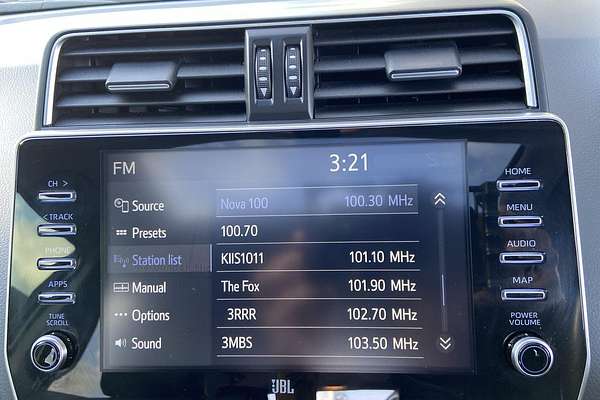 FM 3:21
CH >
< TRACK
PHONE
APPS
TUNE
SCROLL
Source
Presets
Station list
Manual
Options
Sound
Nova 100 100.30 MHz
100.70
KIIS1011 101.10 MHz
The Fox 101.90 MHz
3RRR 102.70 MHz
3MBS 103.50 MHz
HOME
MENU
AUDIO
MAP
POWER
VOLUME
JBL